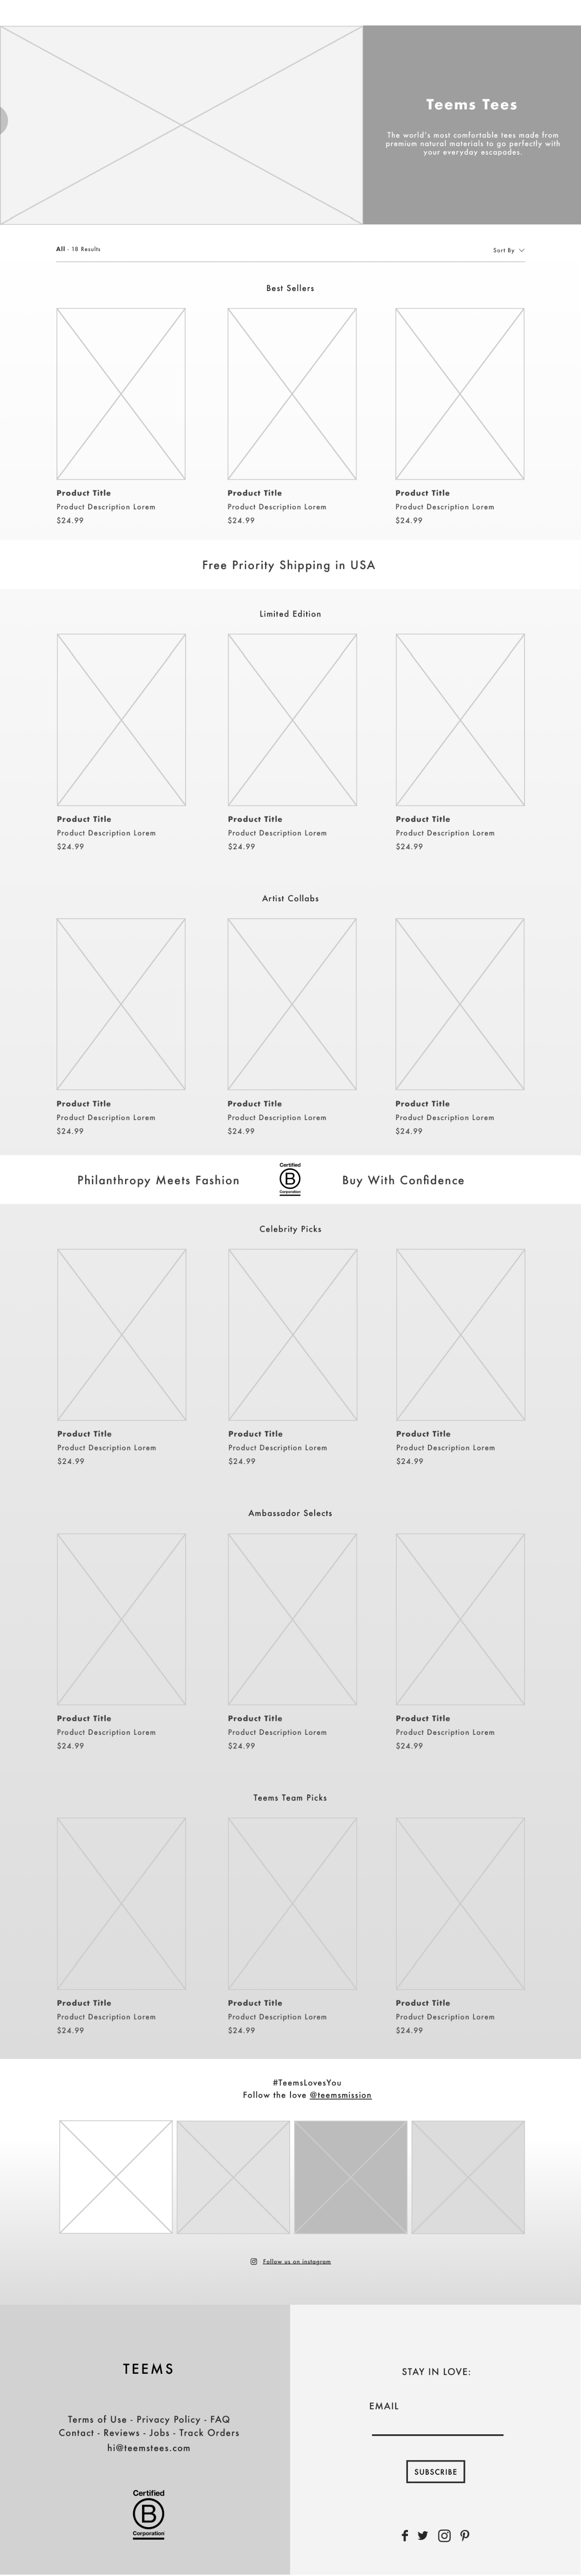 Teems Tees
The world's most comfortable tees made from
premium natural materials to go perfectly with
your everyday escapades.
All - 18 Results
Sort By
Best Sellers
Product Title
Product Description Lorem
$24.99
Product Title
Product Description Lorem
$24.99
Product Title
Product Description Lorem
$24.99
Free Priority Shipping in USA
Limited Edition
Product Title
Product Description Lorem
$24.99
Product Title
Product Description Lorem
$24.99
Product Title
Product Description Lorem
$24.99
Artist Collabs
Product Title
Product Description Lorem
$24.99
Product Title
Product Description Lorem
$24.99
Product Title
Product Description Lorem
$24.99
Philanthropy Meets Fashion
Certified
B
Corporation
Buy With Confidence
Celebrity Picks
Product Title
Product Description Lorem
$24.99
Product Title
Product Description Lorem
$24.99
Product Title
Product Description Lorem
$24.99
Ambassador Selects
Product Title
Product Description Lorem
$24.99
Product Title
Product Description Lorem
$24.99
Product Title
Product Description Lorem
$24.99
Teems Team Picks
Product Title
Product Description Lorem
$24.99
Product Title
Product Description Lorem
$24.99
Product Title
Product Description Lorem
$24.99
#TeemsLovesYou
Follow the love @teemsmission
Follow us on instagram
TEEMS
Terms of Use - Privacy Policy - FAQ
Contact - Reviews - Jobs - Track Orders
hi@teemstees.com
Certified
B
Corporation
STAY IN LOVE:
EMAIL
SUBSCRIBE